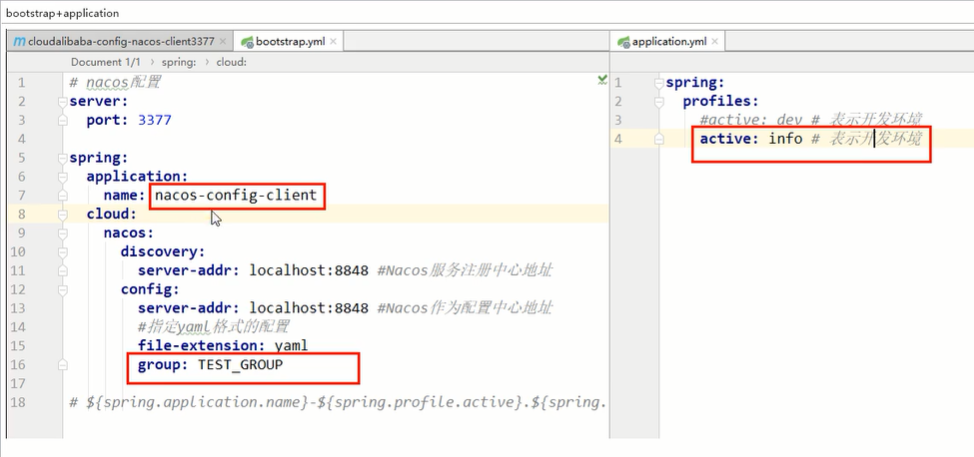 bootstrap+application
cloudalibaba-config-nacos-client3377
bootstrap.yml
Document 1/1 › spring: › cloud:
1 # nacos配置
2 server:
3 port: 3377
4
5 spring:
6 application:
7 name: nacos-config-client
8 cloud:
9 nacos:
10 discovery:
11 server-addr: localhost:8848 #Nacos服务注册中心地址
12 config:
13 server-addr: localhost:8848 #Nacos作为配置中心地址
14 #指定yaml格式的配置
15 file-extension: yaml
16 group: TEST_GROUP
17
18 # ${spring.application.name}-${spring.profile.active}.${spring.
application.yml
1 spring:
2 profiles:
3 #active: dev # 表示开发环境
4 active: info # 表示开发环境